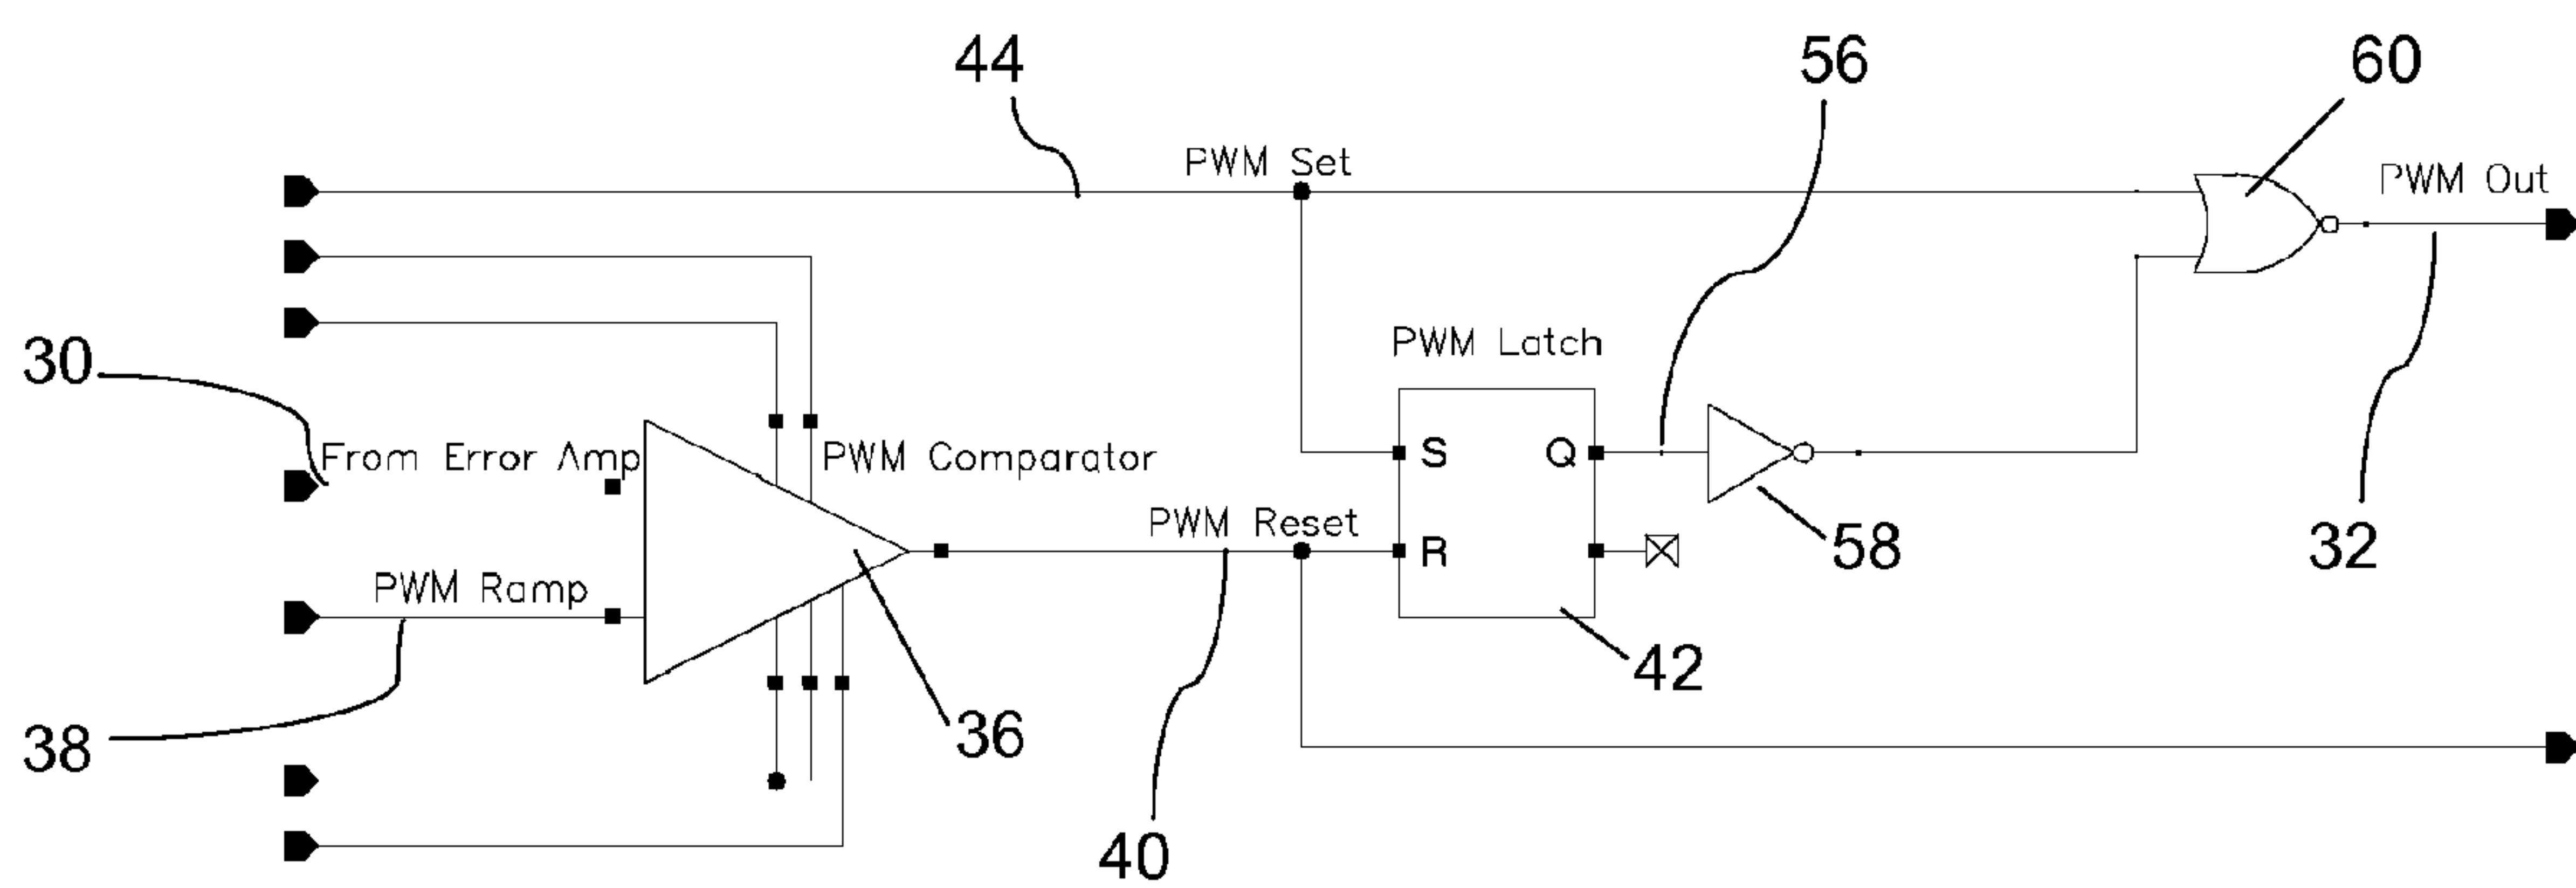 44
56
60
PWM Set
PWM Out
30
PWM Latch
From Error Amp
PWM Comparator
S
Q
PWM Reset
58
32
R
PWM Ramp
42
38
36
40